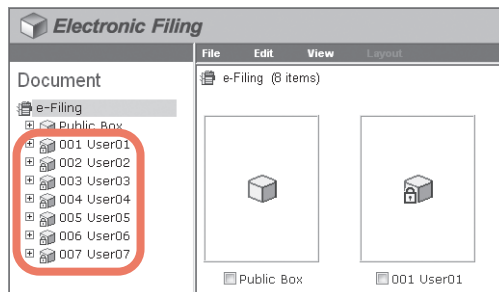 Electronic Filing
File Edit View Layout
Document
e-Filing
Public Box
001 User01
002 User02
003 User03
004 User04
005 User05
006 User06
007 User07
e-Filing (8 items)
Public Box
001 User01